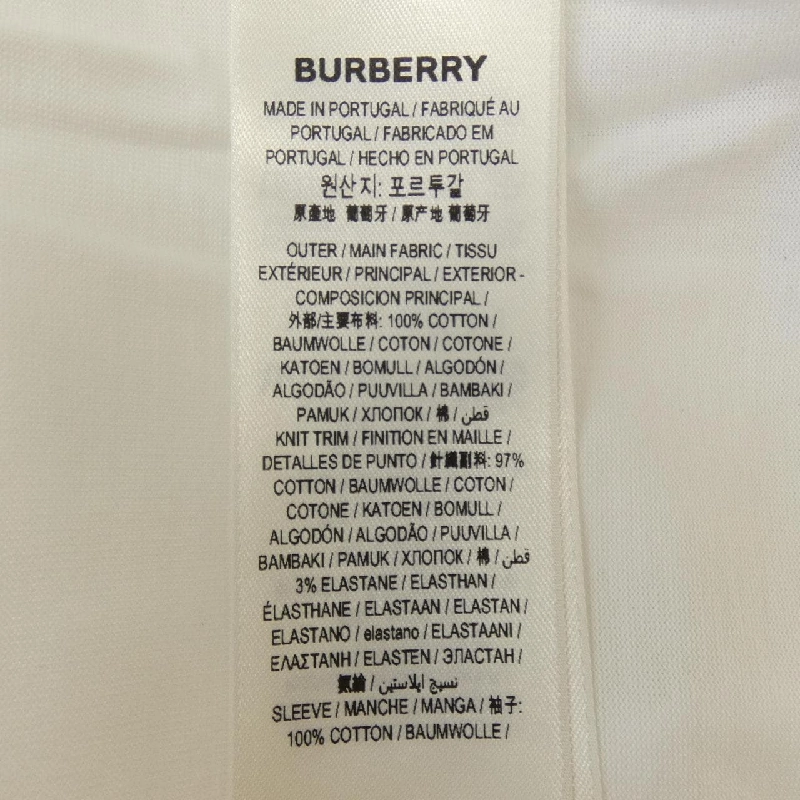 BURBERRY
MADE IN PORTUGAL / FABRIQUÉ AU
PORTUGAL / FABRICADO EM
PORTUGAL / HECHO EN PORTUGAL
원산지: 포르투갈
原產地 葡萄牙 / 原产地 葡萄牙
OUTER / MAIN FABRIC / TISSU
EXTÉRIEUR / PRINCIPAL / EXTERIOR -
COMPOSICION PRINCIPAL /
外部/主要布料: 100% COTTON /
BAUMWOLLE / COTON / COTONE /
KATOEN / BOMULL / ALGODÓN /
ALGODÃO / PUUVILLA / BAMBAKI /
PAMUK / ХЛОПОК / 棉 / قطن
KNIT TRIM / FINITION EN MAILLE /
DETALLES DE PUNTO / 針織副料: 97%
COTTON / BAUMWOLLE / COTON /
COTONE / KATOEN / BOMULL /
ALGODÓN / ALGODÃO / PUUVILLA /
BAMBAKI / PAMUK / ХЛОПОК / 棉 / قطن
3% ELASTANE / ELASTHAN /
ÉLASTHANE / ELASTAAN / ELASTAN /
ELASTANO / elastano / ELASTAANI /
ΕΛΑΣΤΑΝΗ / ELASTEN / ЭЛАСТАН /
氨綸 / نسيج ايلاستين
SLEEVE / MANCHE / MANGA / 袖子:
100% COTTON / BAUMWOLLE /